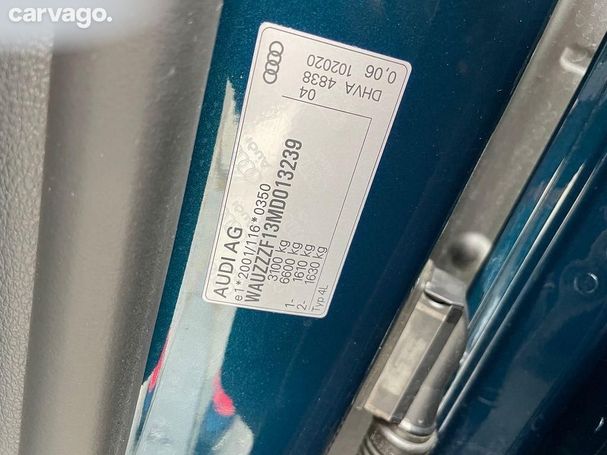 carvago.
AUDI AG
e1*2001/116*0350
WAUZZZF13MD013239
3100 kg
6600 kg
1- 1610 kg
2- 1630 kg
Typ 4L
04
DHVA 4838
0,06 102020
Audi